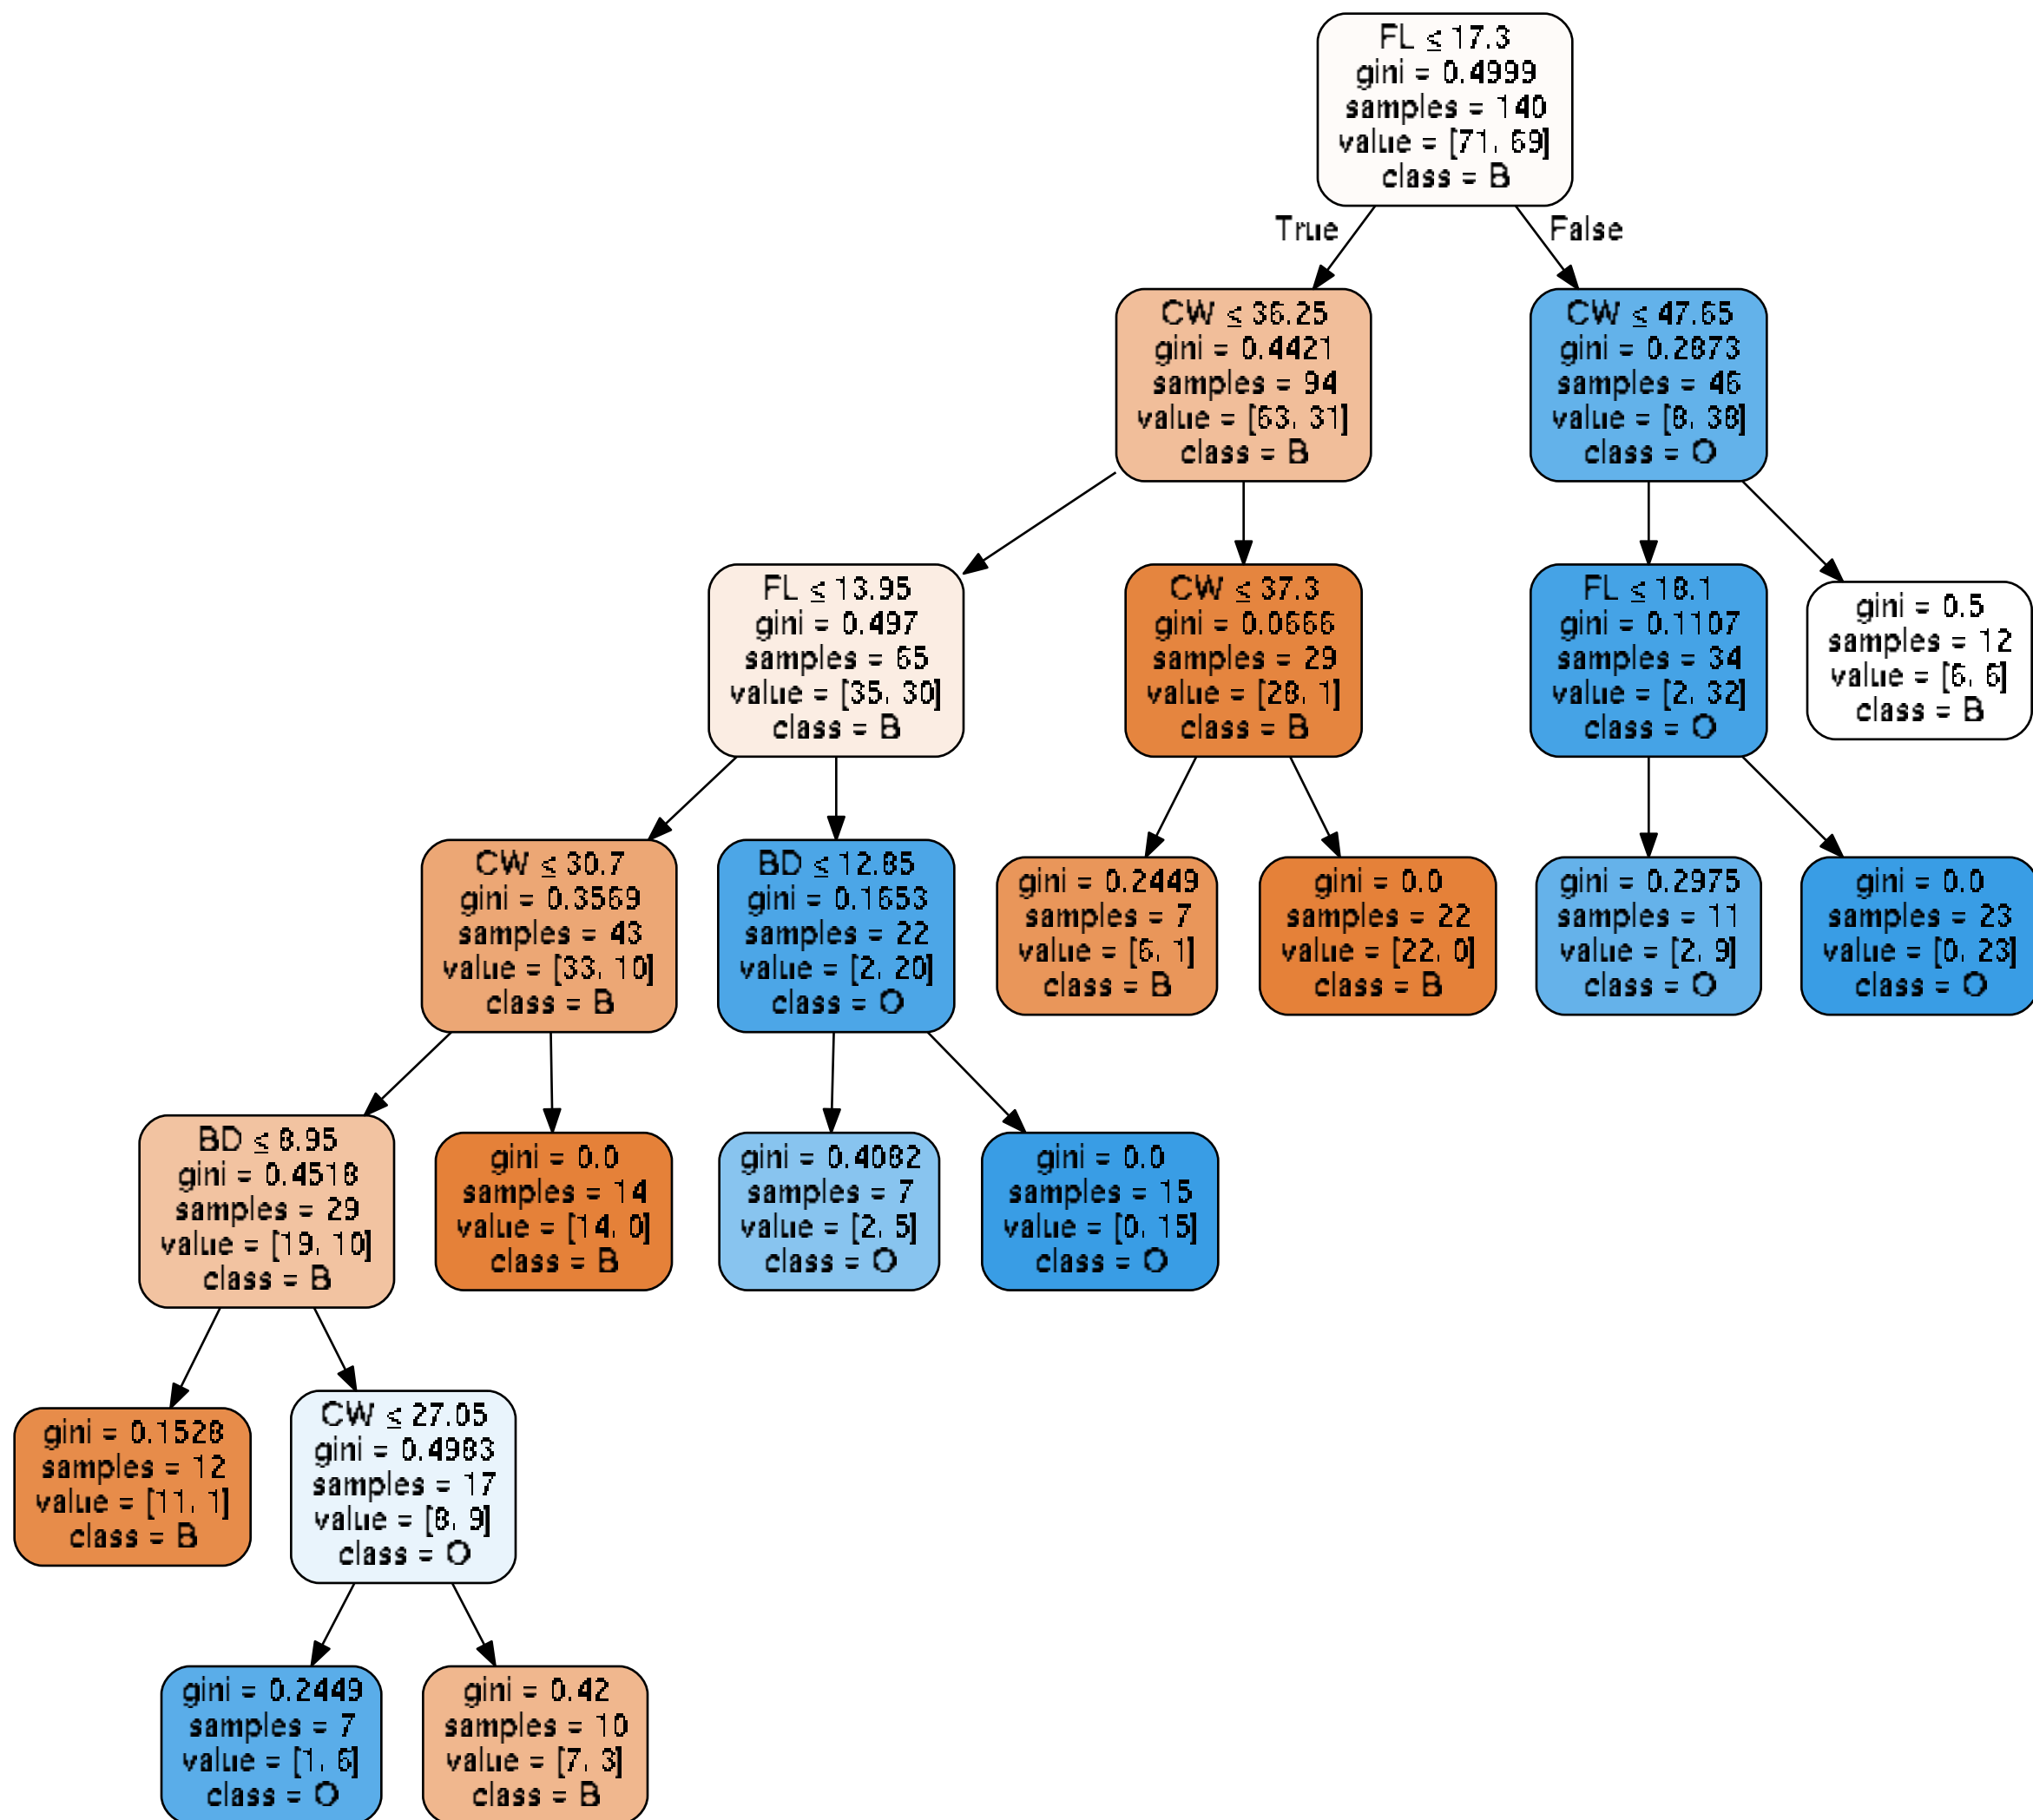 FL ≤ 17.3
gini = 0.4999
samples = 140
value = [71, 69]
class = B
True
False
CW ≤ 36.25
gini = 0.4421
samples = 94
value = [63, 31]
class = B
CW ≤ 47.65
gini = 0.2873
samples = 46
value = [8, 38]
class = O
FL ≤ 13.95
gini = 0.497
samples = 65
value = [35, 30]
class = B
CW ≤ 37.3
gini = 0.0666
samples = 29
value = [28, 1]
class = B
FL ≤ 18.1
gini = 0.1107
samples = 34
value = [2, 32]
class = O
gini = 0.5
samples = 12
value = [6, 6]
class = B
CW ≤ 30.7
gini = 0.3569
samples = 43
value = [33, 10]
class = B
BD ≤ 12.85
gini = 0.1653
samples = 22
value = [2, 20]
class = O
gini = 0.2449
samples = 7
value = [6, 1]
class = B
gini = 0.0
samples = 22
value = [22, 0]
class = B
gini = 0.2975
samples = 11
value = [2, 9]
class = O
gini = 0.0
samples = 23
value = [0, 23]
class = O
BD ≤ 8.95
gini = 0.4518
samples = 29
value = [19, 10]
class = B
gini = 0.0
samples = 14
value = [14, 0]
class = B
gini = 0.4082
samples = 7
value = [2, 5]
class = O
gini = 0.0
samples = 15
value = [0, 15]
class = O
gini = 0.1528
samples = 12
value = [11, 1]
class = B
CW ≤ 27.05
gini = 0.4983
samples = 17
value = [8, 9]
class = O
gini = 0.2449
samples = 7
value = [1, 6]
class = O
gini = 0.42
samples = 10
value = [7, 3]
class = B